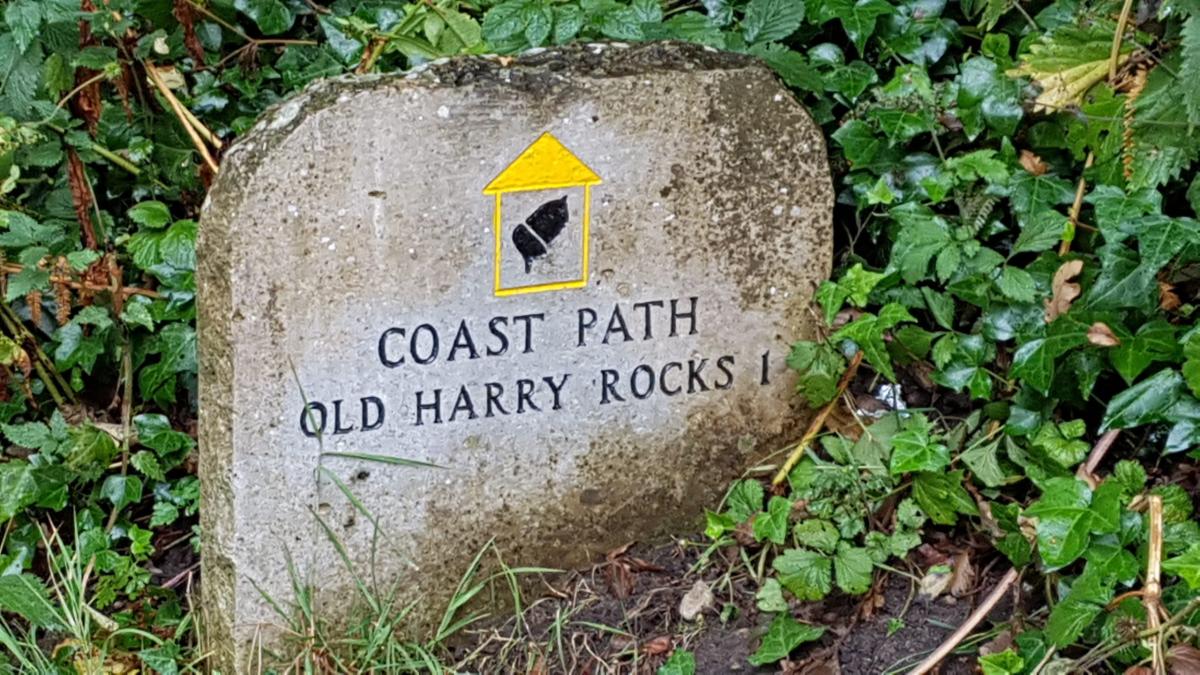 COAST PATH
OLD HARRY ROCKS 1